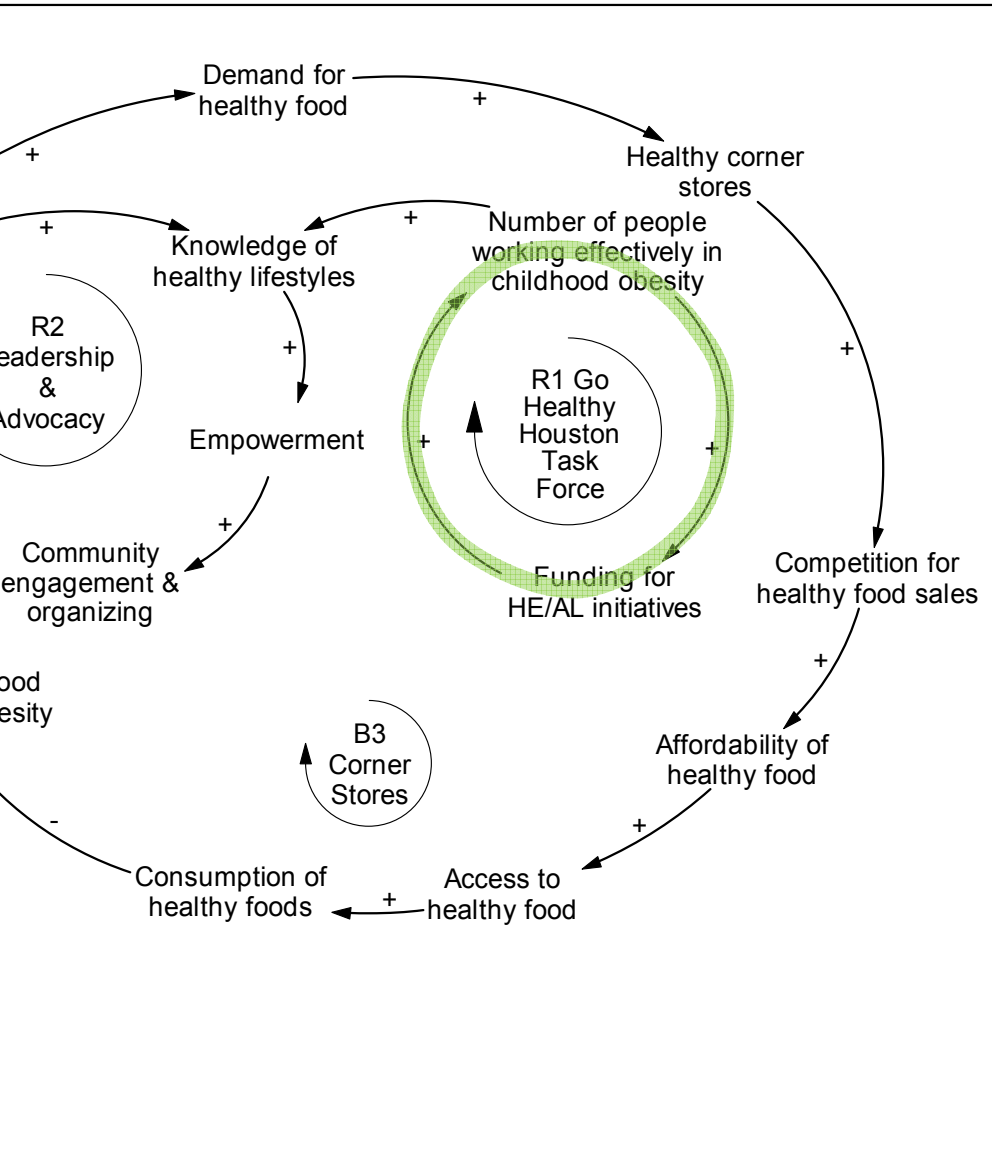 Demand for
healthy food
+
+
Healthy corner
stores
+
+
Number of people
working effectively in
childhood obesity
Knowledge of
healthy lifestyles
R2
&
+
+
R1 Go
Healthy
Houston
Task
Force
+
+
Empowerment
+
Community
engagement &
organizing
Funding for
HE/AL initiatives
Competition for
healthy food sales
+
B3
Corner
Stores
Affordability of
healthy food
-
+
Consumption of
healthy foods
+
Access to
healthy food